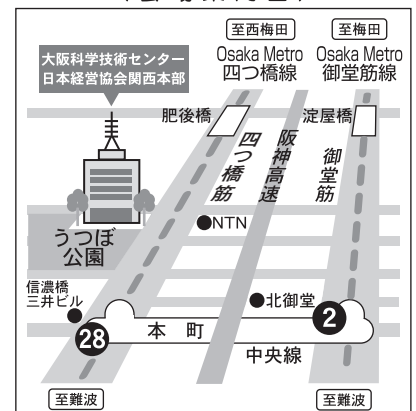 至西梅田
至梅田
Osaka Metro
四つ橋線
Osaka Metro
御堂筋線
大阪科学技術センター
日本経営協会関西本部
肥後橋
淀屋橋
四つ橋筋
阪神高速
御堂筋
●NTN
うつぼ
公園
信濃橋
三井ビル
●北御堂
28
本町
2
中央線
至難波
至難波